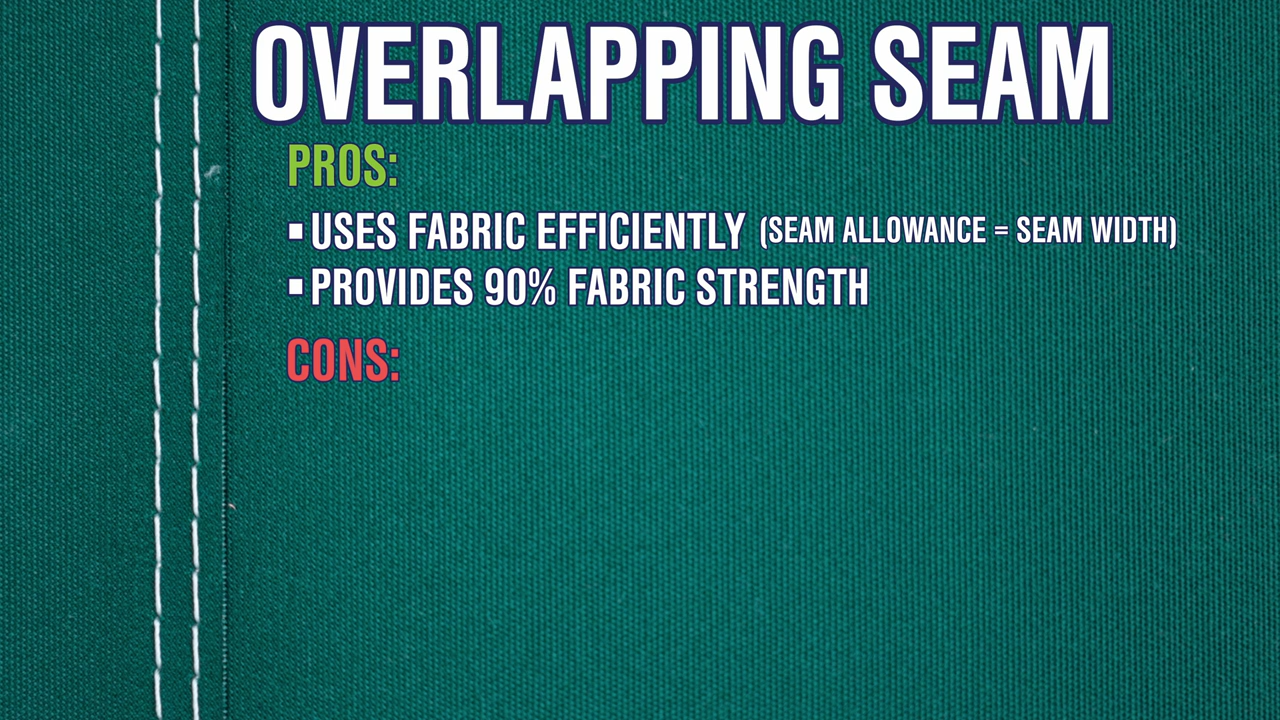 OVERLAPPING SEAM
PROS:
▪ USES FABRIC EFFICIENTLY (SEAM ALLOWANCE = SEAM WIDTH)
▪ PROVIDES 90% FABRIC STRENGTH
CONS: